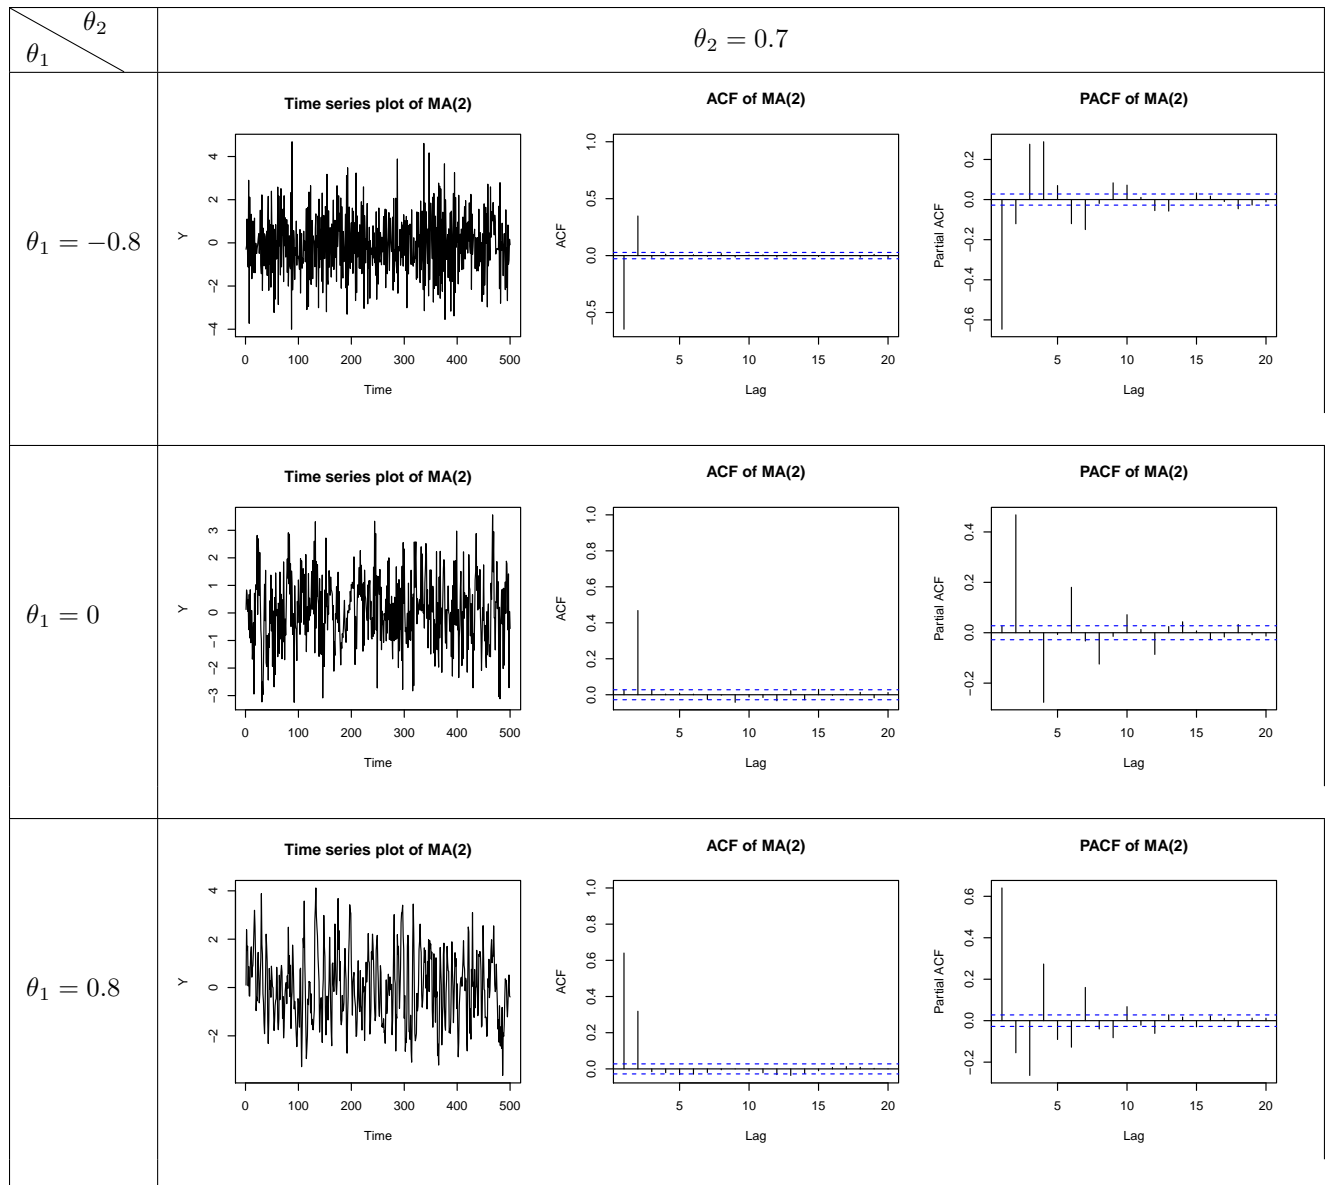 θ₂
θ₁
θ₂ = 0.7
θ₁ = −0.8
Time series plot of MA(2)
Y
4
2
0
−2
−4
0 100 200 300 400 500
Time
ACF of MA(2)
ACF
1.0
0.5
0.0
−0.5
5 10 15 20
Lag
PACF of MA(2)
Partial ACF
0.2
0.0
−0.2
−0.4
−0.6
5 10 15 20
Lag
θ₁ = 0
Time series plot of MA(2)
Y
3
2
1
0
−1
−2
−3
0 100 200 300 400 500
Time
ACF of MA(2)
ACF
1.0
0.8
0.6
0.4
0.2
0.0
5 10 15 20
Lag
PACF of MA(2)
Partial ACF
0.4
0.2
0.0
−0.2
5 10 15 20
Lag
θ₁ = 0.8
Time series plot of MA(2)
Y
4
2
0
−2
0 100 200 300 400 500
Time
ACF of MA(2)
ACF
1.0
0.8
0.6
0.4
0.2
0.0
5 10 15 20
Lag
PACF of MA(2)
Partial ACF
0.6
0.4
0.2
0.0
−0.2
5 10 15 20
Lag